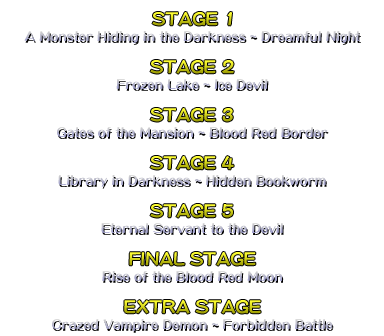 STAGE 1
A Monster Hiding in the Darkness ~ Dreamful Night
STAGE 2
Frozen Lake ~ Ice Devil
STAGE 3
Gates of the Mansion ~ Blood Red Border
STAGE 4
Library in Darkness ~ Hidden Bookworm
STAGE 5
Eternal Servant to the Devil
FINAL STAGE
Rise of the Blood Red Moon
EXTRA STAGE
Crazed Vampire Demon ~ Forbidden Battle